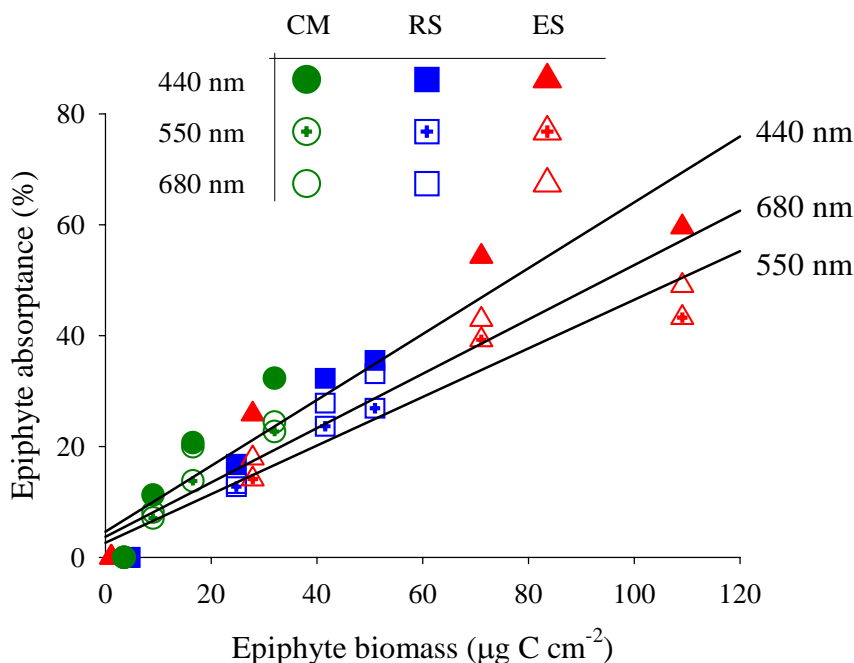 CM RS ES
440 nm
550 nm
680 nm
80
60
40
20
0
0 20 40 60 80 100 120
Epiphyte absorptance (%)
Epiphyte biomass (μg C cm⁻²)
440 nm
680 nm
550 nm